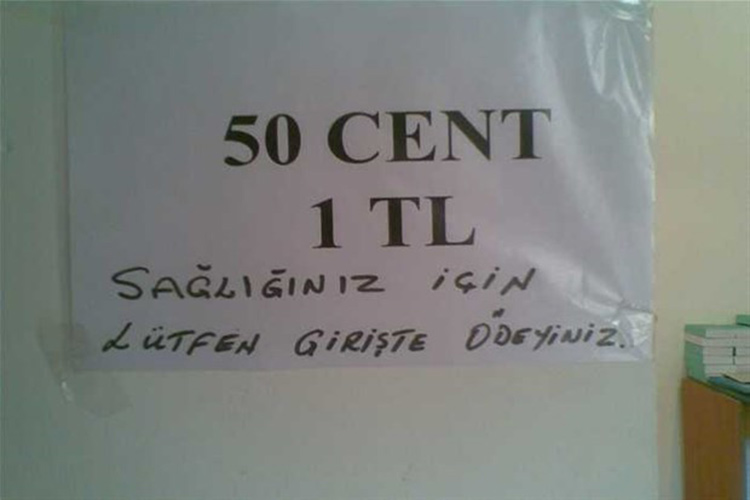 50 CENT
1 TL
SAĞLIĞINIZ İÇİN
LÜTFEN GİRİŞTE ÖDEYİNİZ.